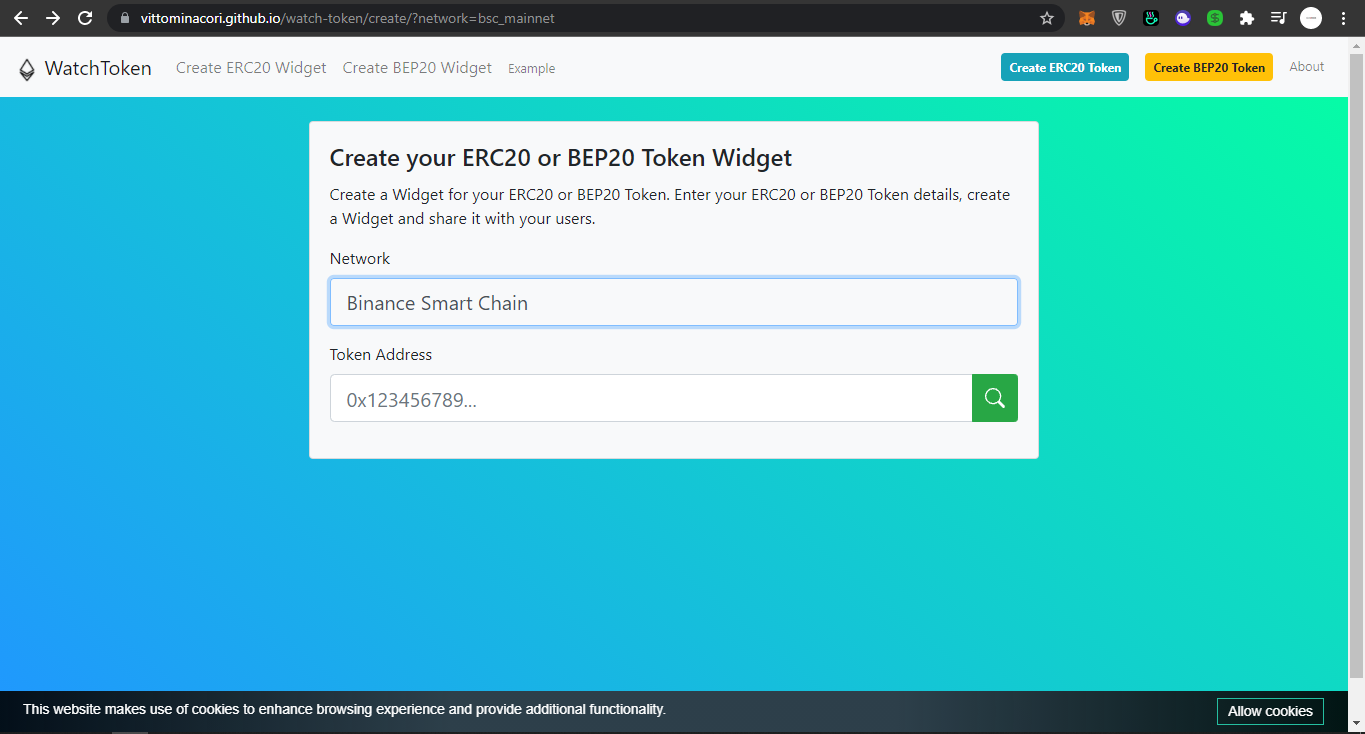 vittominacori.github.io/watch-token/create/?network=bsc_mainnet
WatchToken Create ERC20 Widget Create BEP20 Widget Example Create ERC20 Token Create BEP20 Token About
Create your ERC20 or BEP20 Token Widget
Create a Widget for your ERC20 or BEP20 Token. Enter your ERC20 or BEP20 Token details, create
a Widget and share it with your users.
Network
Binance Smart Chain
Token Address
0x123456789...
This website makes use of cookies to enhance browsing experience and provide additional functionality. Allow cookies